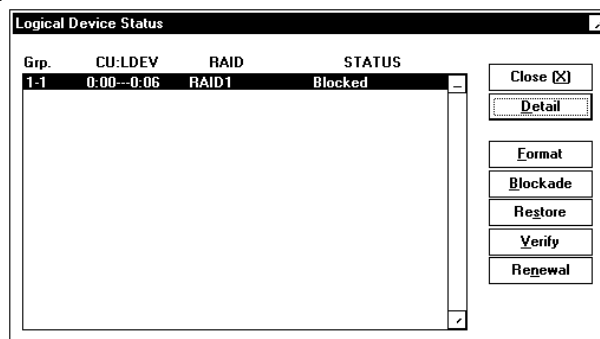 Logical Device Status
Grp. CU:LDEV RAID STATUS
1-1 0:00---0:06 RAID1 Blocked
Close (X)
Detail
Format
Blockade
Restore
Verify
Renewal